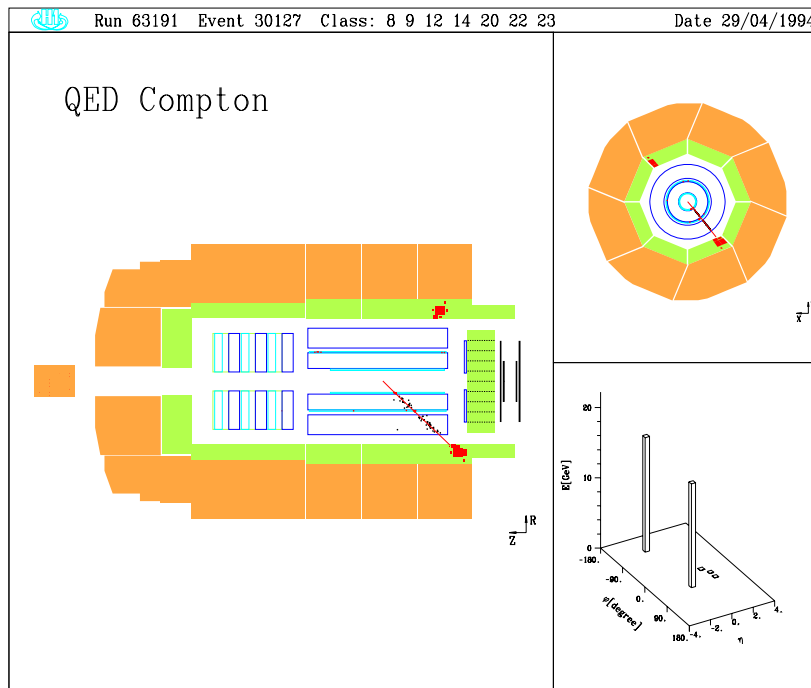 H1 Run 63191 Event 30127 Class: 8 9 12 14 20 22 23 Date 29/04/1994
QED Compton
R
Z
X
E[GeV]
20
10
0
-180.
-90.
0.
90.
180.
φ[degree]
-4.
-2.
0.
2.
4.
η